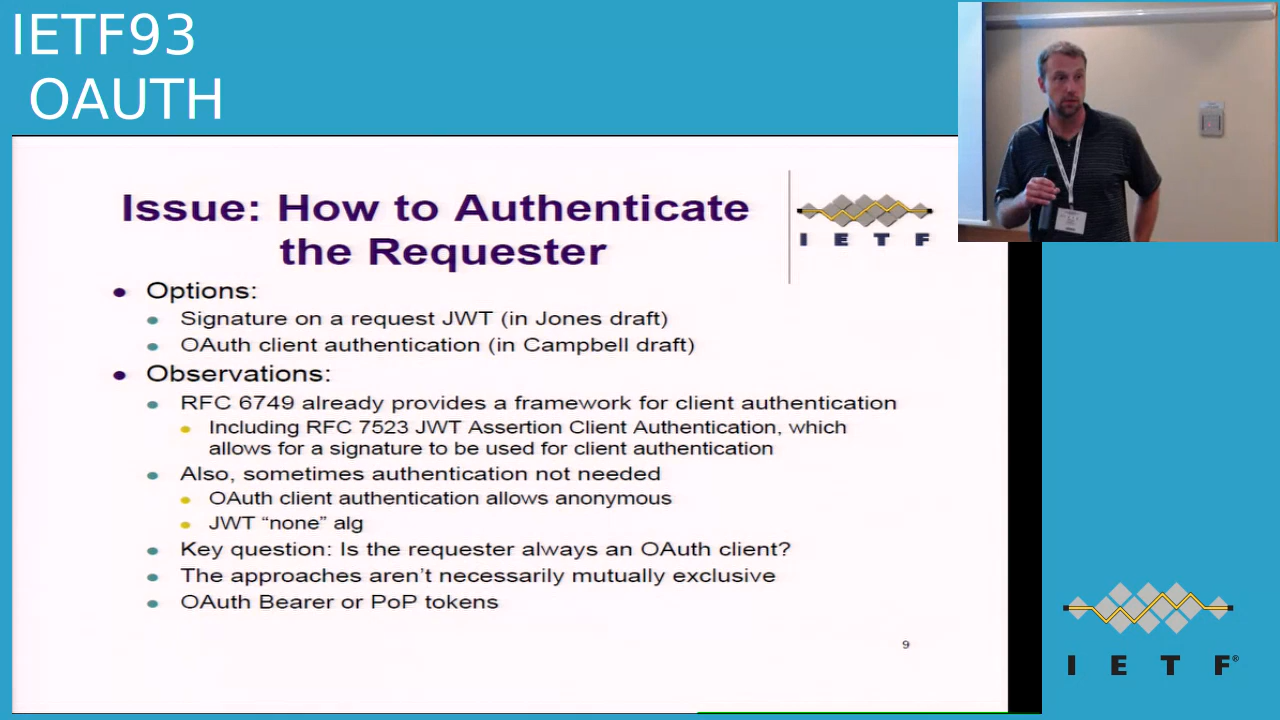 IETF93
OAUTH
Issue: How to Authenticate
the Requester
I E T F
Options:
Signature on a request JWT (in Jones draft)
OAuth client authentication (in Campbell draft)
Observations:
RFC 6749 already provides a framework for client authentication
Including RFC 7523 JWT Assertion Client Authentication, which
allows for a signature to be used for client authentication
Also, sometimes authentication not needed
OAuth client authentication allows anonymous
JWT “none” alg
Key question: Is the requester always an OAuth client?
The approaches aren’t necessarily mutually exclusive
OAuth Bearer or PoP tokens
9
I E T F®